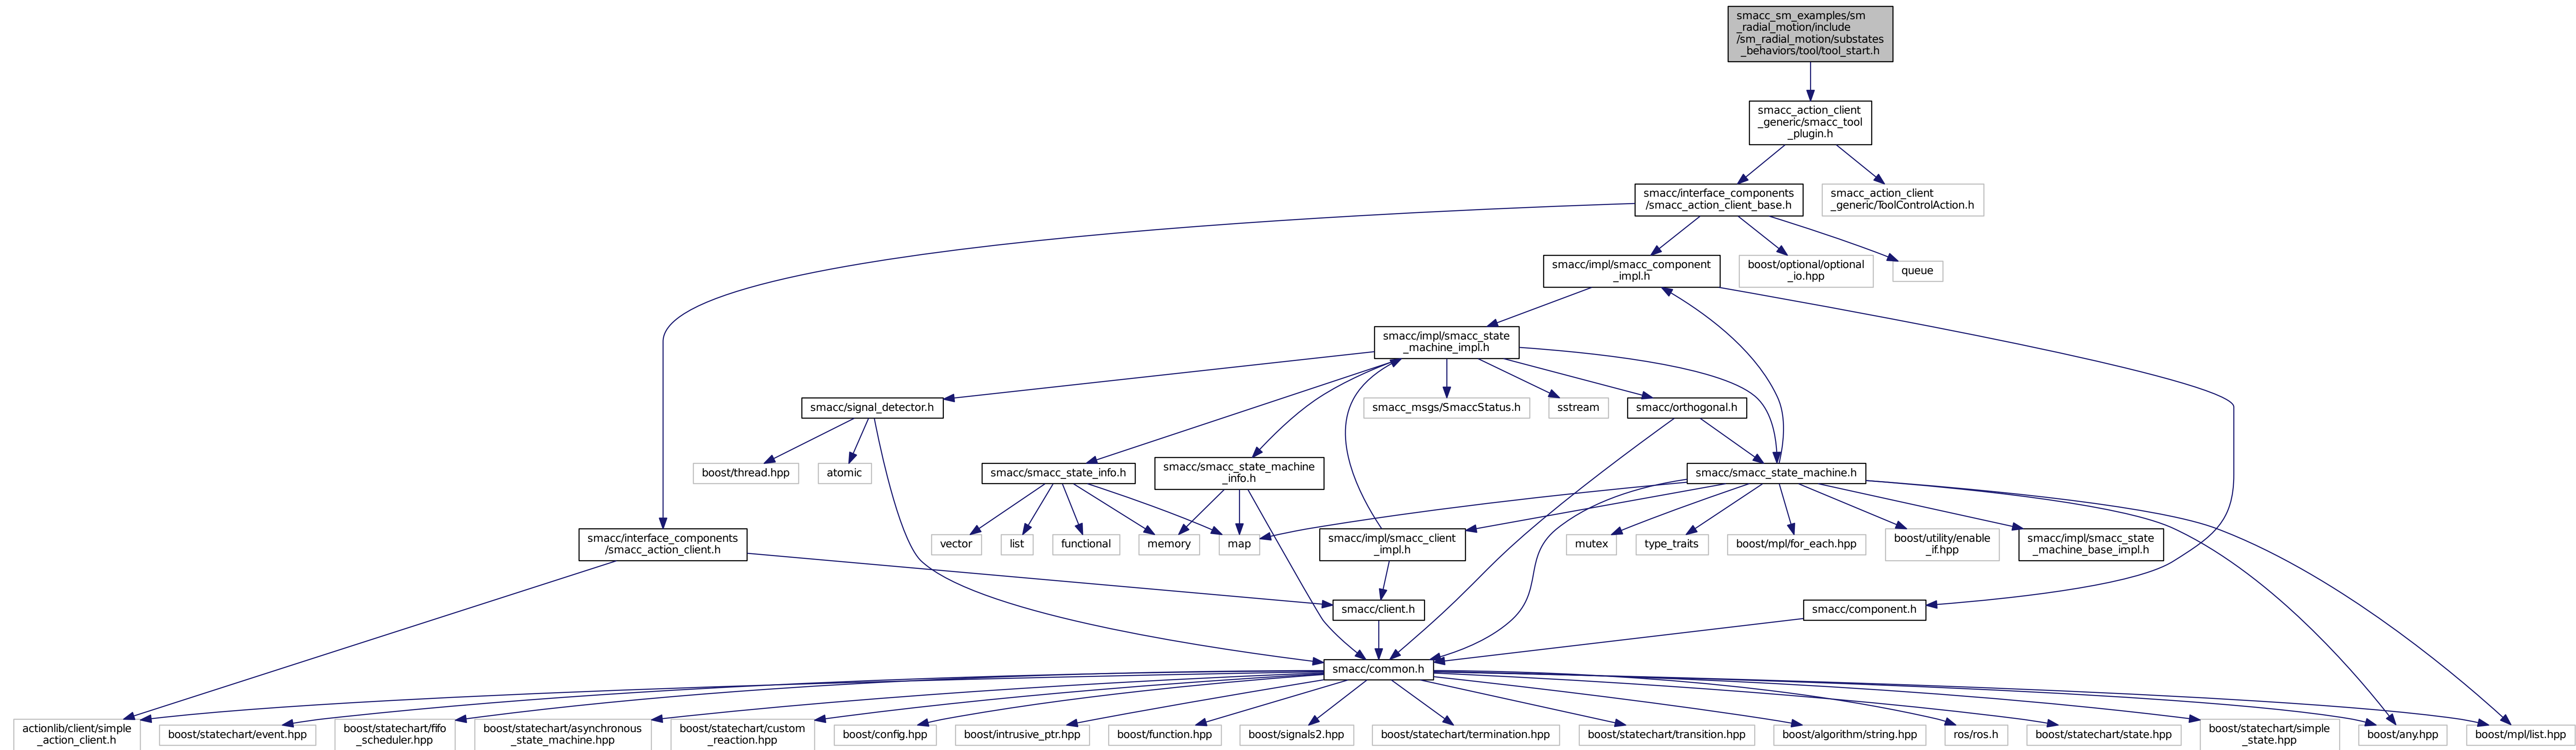 smacc_sm_examples/sm
_radial_motion/include
/sm_radial_motion/substates
_behaviors/tool/tool_start.h
smacc_action_client
_generic/smacc_tool
_plugin.h
smacc/interface_components
/smacc_action_client_base.h
smacc_action_client
_generic/ToolControlAction.h
smacc/impl/smacc_component
_impl.h
boost/optional/optional
_io.hpp
queue
smacc/impl/smacc_state
_machine_impl.h
smacc/signal_detector.h
smacc_msgs/SmaccStatus.h
sstream
smacc/orthogonal.h
boost/thread.hpp
atomic
smacc/smacc_state_info.h
smacc/smacc_state_machine
_info.h
smacc/smacc_state_machine.h
smacc/interface_components
/smacc_action_client.h
vector
list
functional
memory
map
smacc/impl/smacc_client
_impl.h
mutex
type_traits
boost/mpl/for_each.hpp
boost/utility/enable
_if.hpp
smacc/impl/smacc_state
_machine_base_impl.h
smacc/client.h
smacc/component.h
smacc/common.h
actionlib/client/simple
_action_client.h
boost/statechart/event.hpp
boost/statechart/fifo
_scheduler.hpp
boost/statechart/asynchronous
_state_machine.hpp
boost/statechart/custom
_reaction.hpp
boost/config.hpp
boost/intrusive_ptr.hpp
boost/function.hpp
boost/signals2.hpp
boost/statechart/termination.hpp
boost/statechart/transition.hpp
boost/algorithm/string.hpp
ros/ros.h
boost/statechart/state.hpp
boost/statechart/simple
_state.hpp
boost/any.hpp
boost/mpl/list.hpp